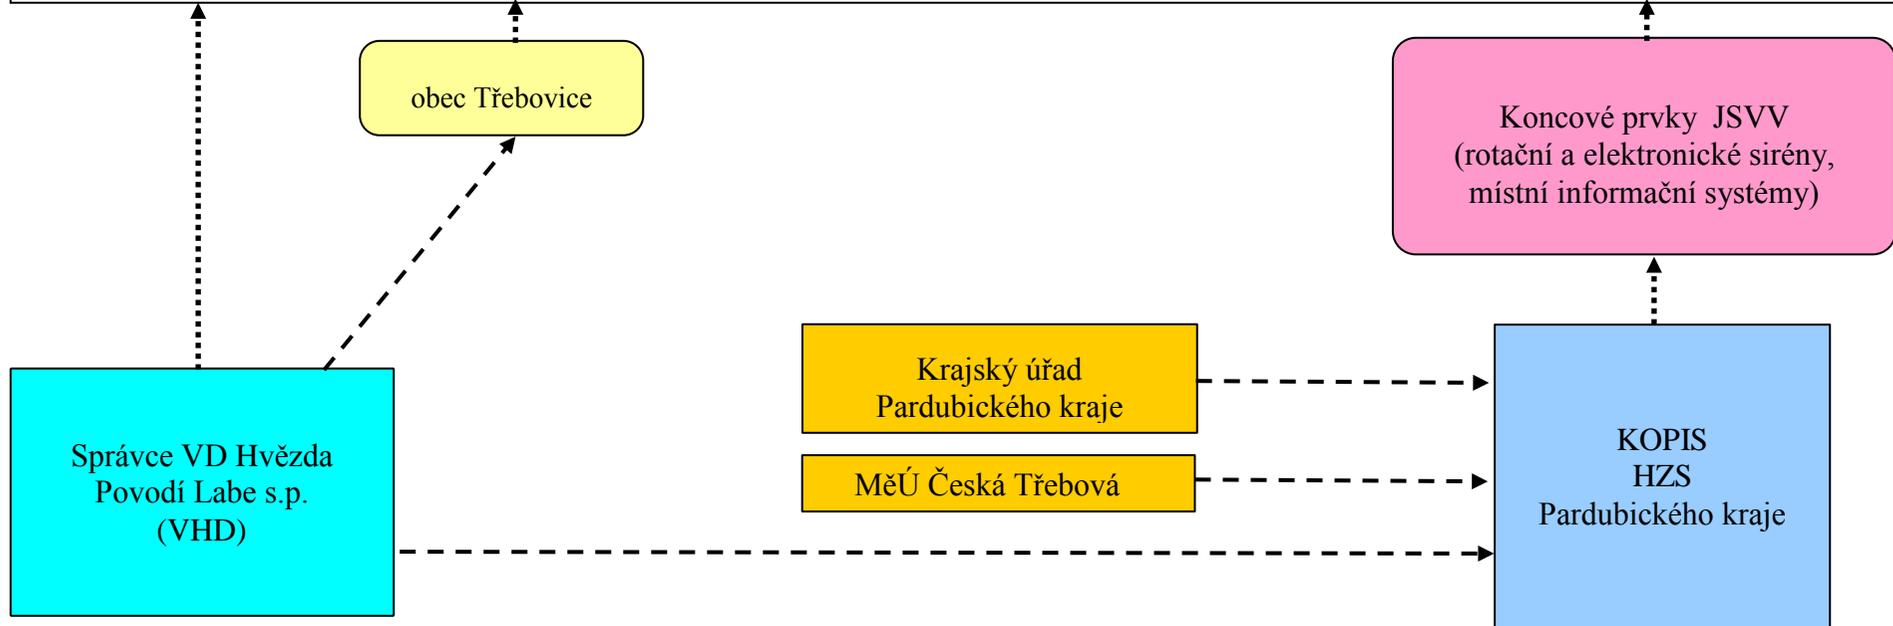 obec Třebovice
Koncové prvky JSVV
(rotační a elektronické sirény,
místní informační systémy)
Krajský úřad
Pardubického kraje
Správce VD Hvězda
Povodí Labe s.p.
(VHD)
MěÚ Česká Třebová
KOPIS
HZS
Pardubického kraje